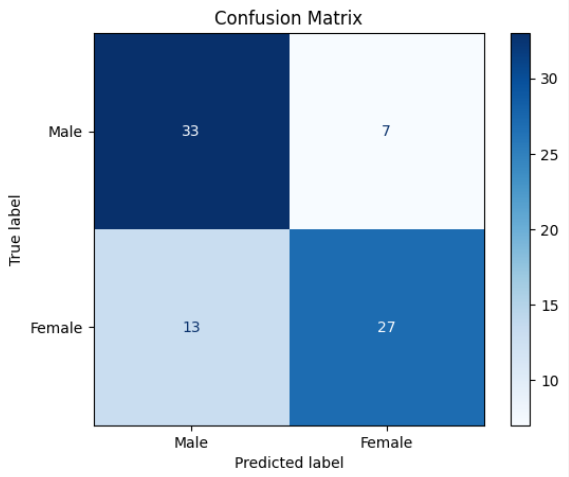 Confusion Matrix
True label
Male
33
7
Female
13
27
Male
Female
Predicted label
30
25
20
15
10